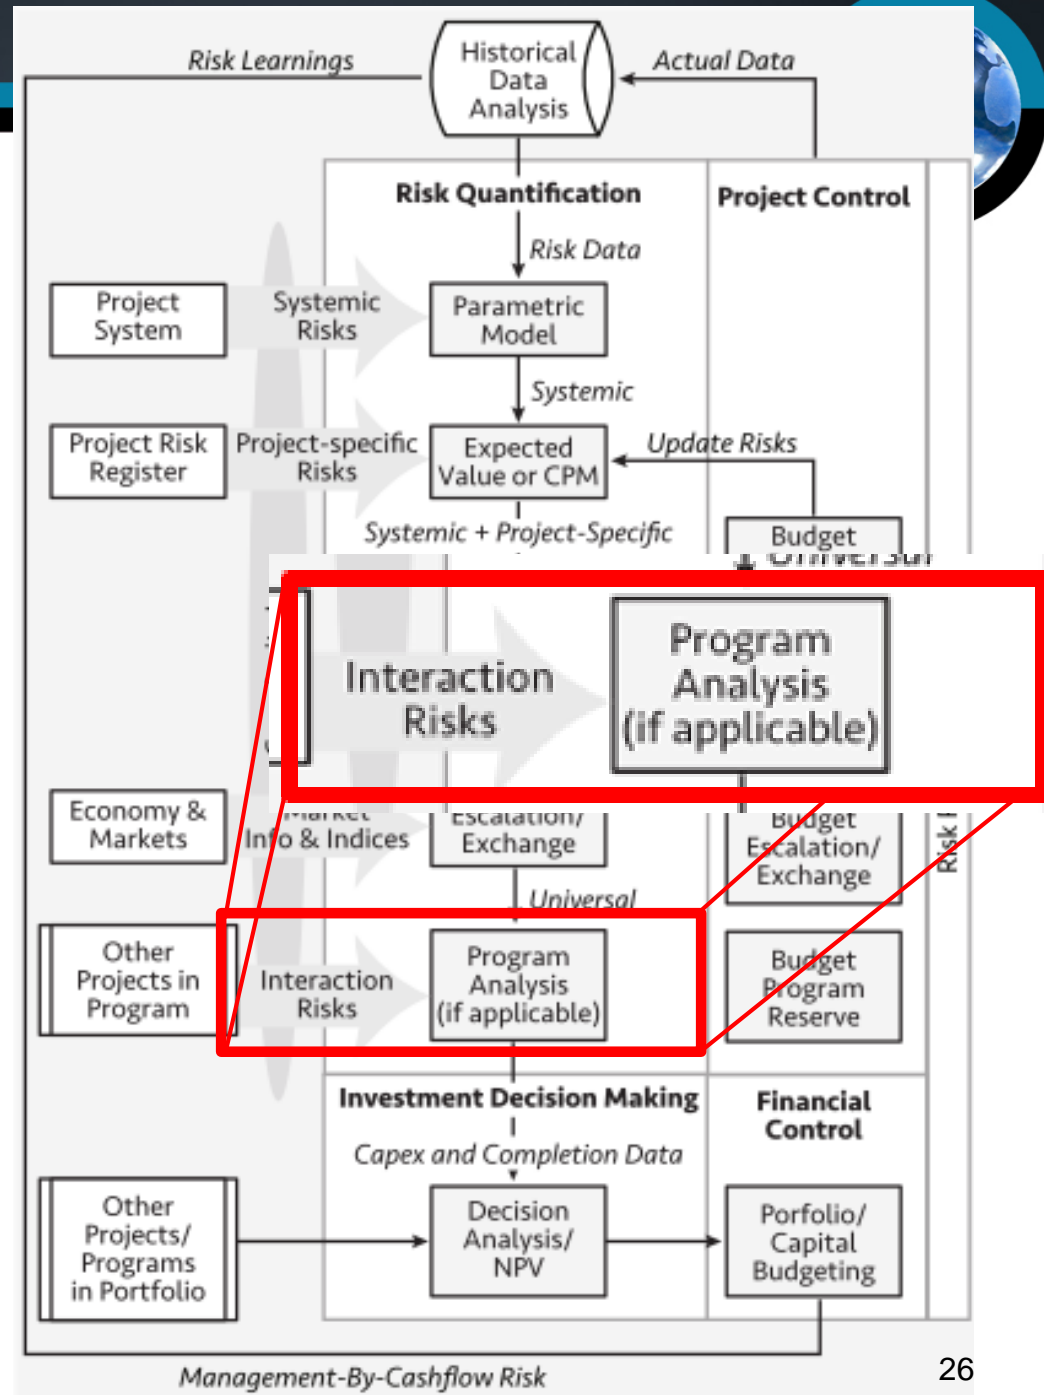 Risk Learnings
Historical
Data
Analysis
Actual Data
Risk Quantification
Project Control
Risk Data
Project
System
Systemic
Risks
Parametric
Model
Systemic
Project Risk
Register
Project-specific
Risks
Expected
Value or CPM
Update Risks
Systemic + Project-Specific
Budget
Universal
Interaction
Risks
Program
Analysis
(if applicable)
Economy &
Markets
Market
Info & Indices
Escalation/
Exchange
Budget
Escalation/
Exchange
Risk
Universal
Other
Projects in
Program
Interaction
Risks
Program
Analysis
(if applicable)
Budget
Program
Reserve
Investment Decision Making
Financial
Control
Capex and Completion Data
Other
Projects/
Programs
in Portfolio
Decision
Analysis/
NPV
Porfolio/
Capital
Budgeting
Management-By-Cashflow Risk
26